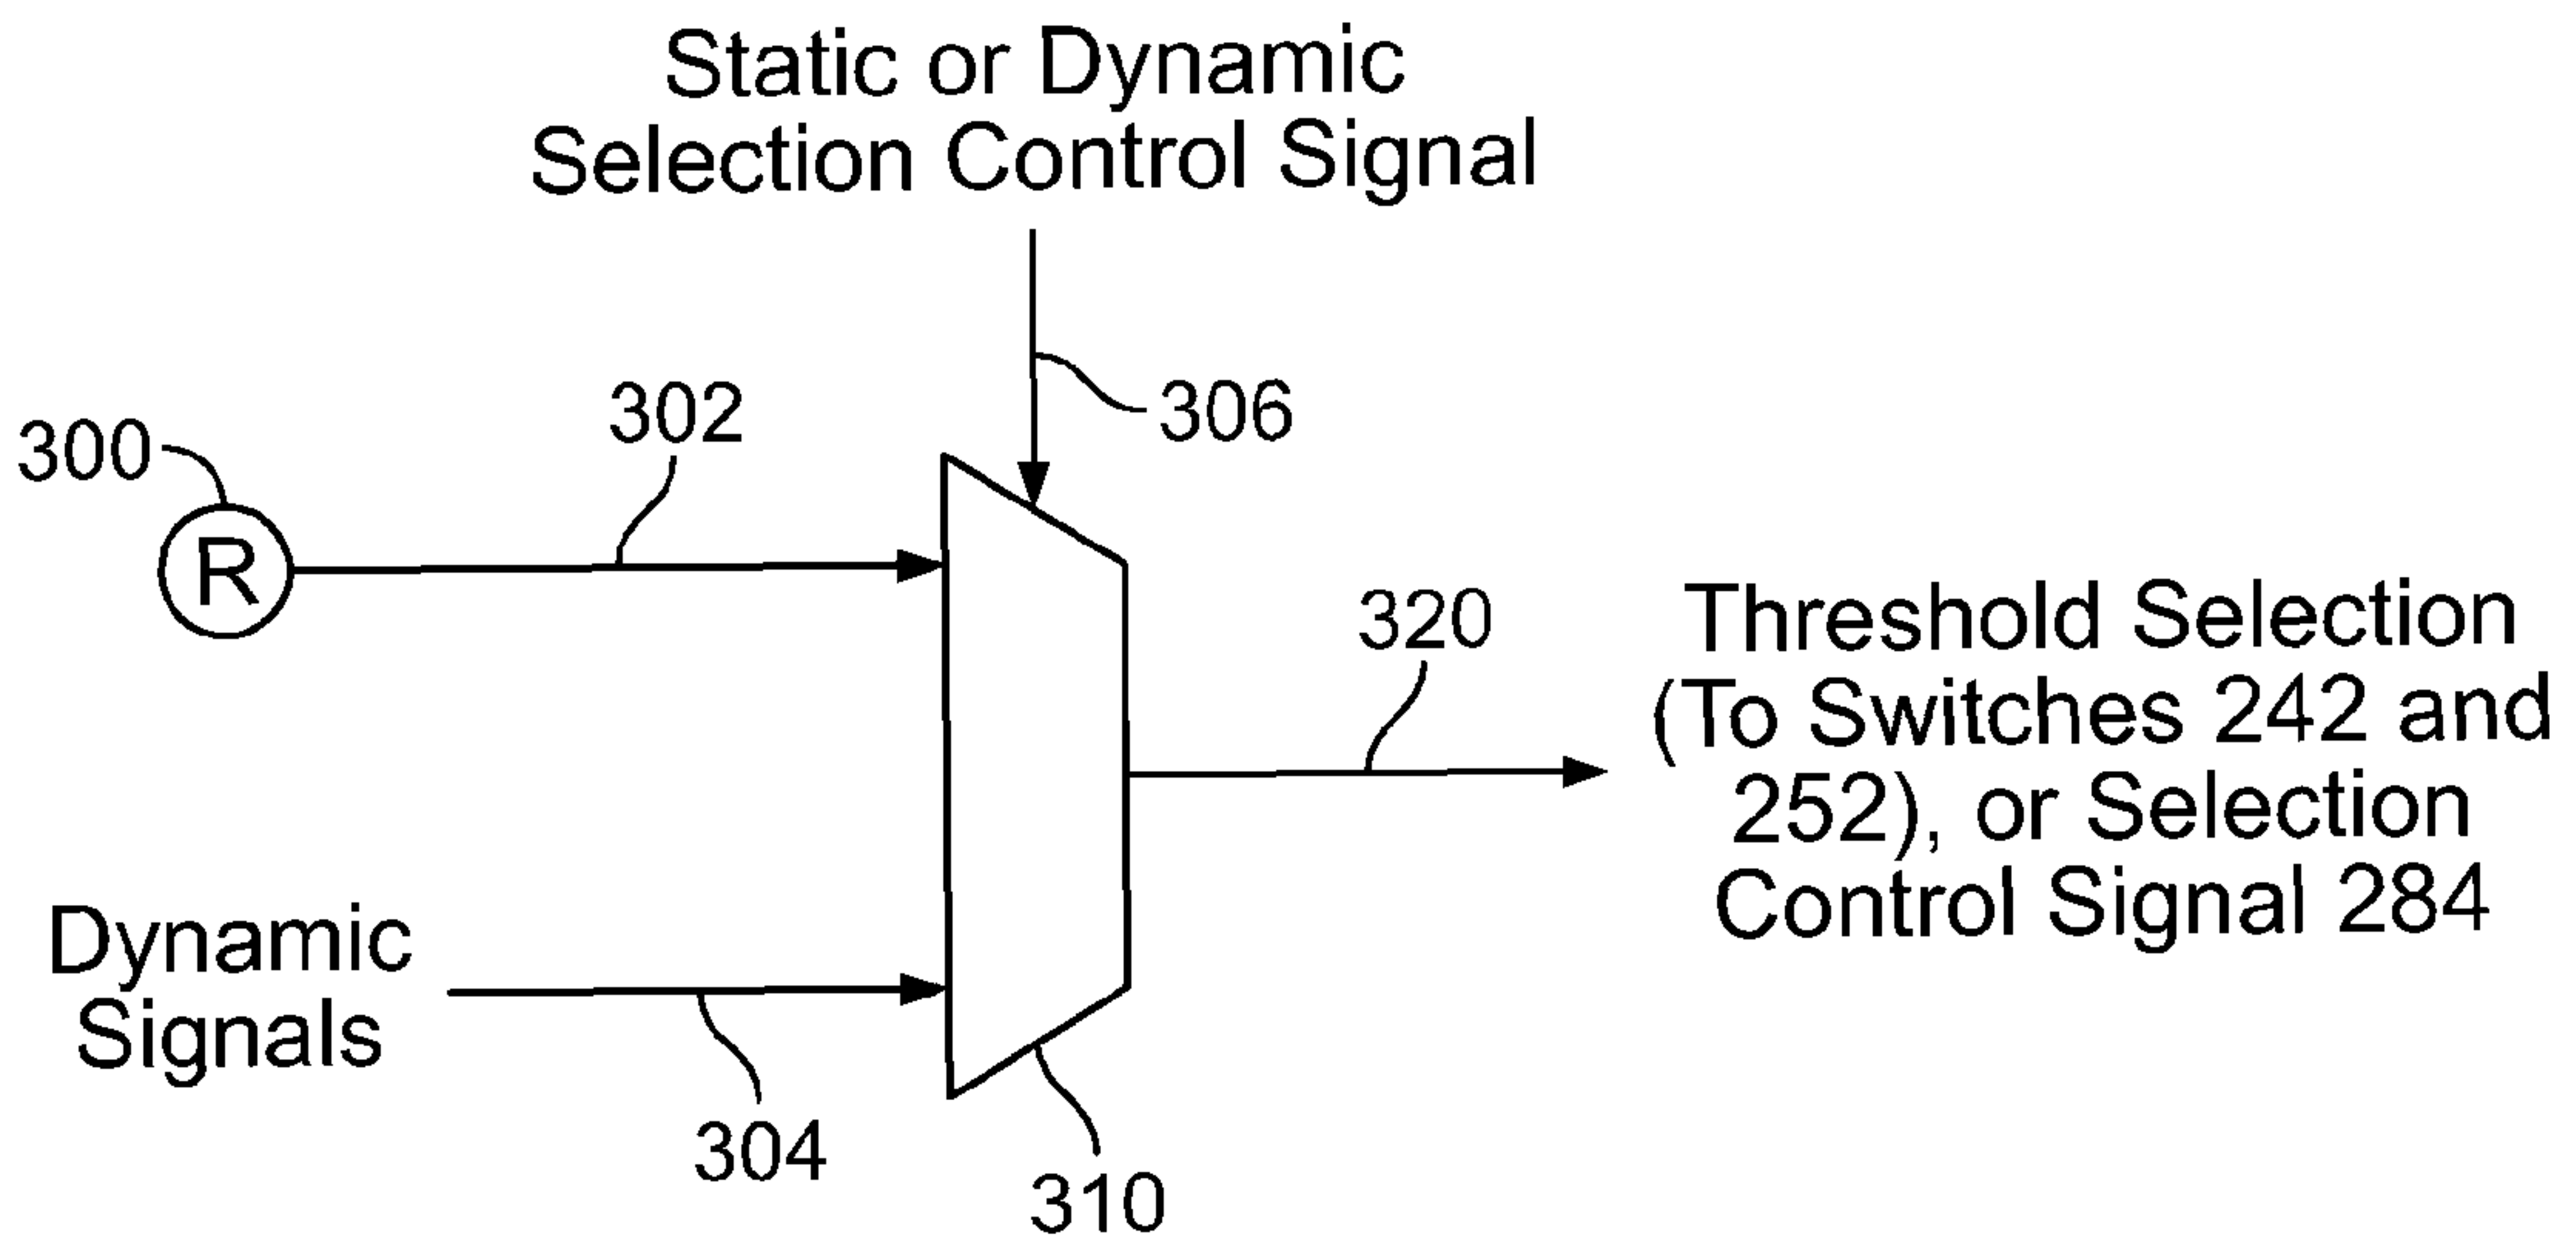 Static or Dynamic
Selection Control Signal
302
306
300
R
320
Threshold Selection
(To Switches 242 and
252), or Selection
Control Signal 284
Dynamic
Signals
304
310